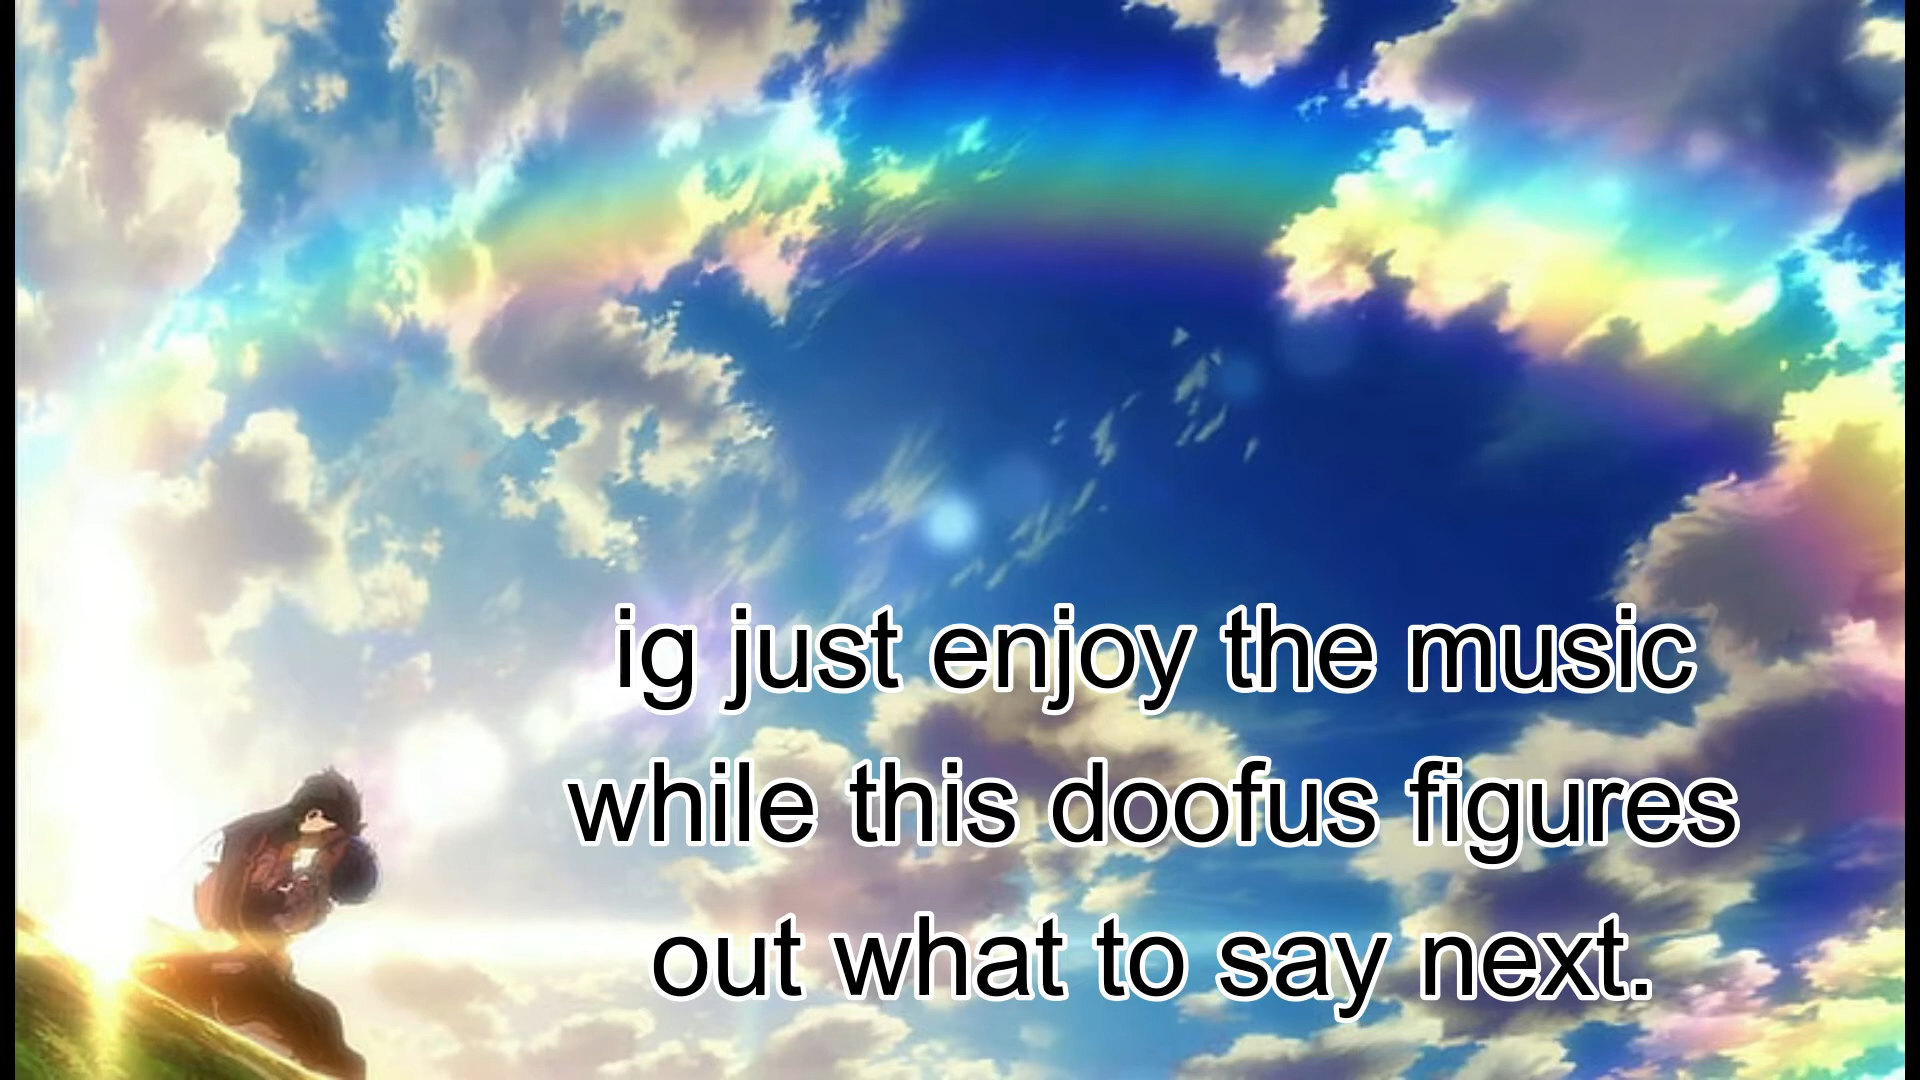 ig just enjoy the music
while this doofus figures
out what to say next.